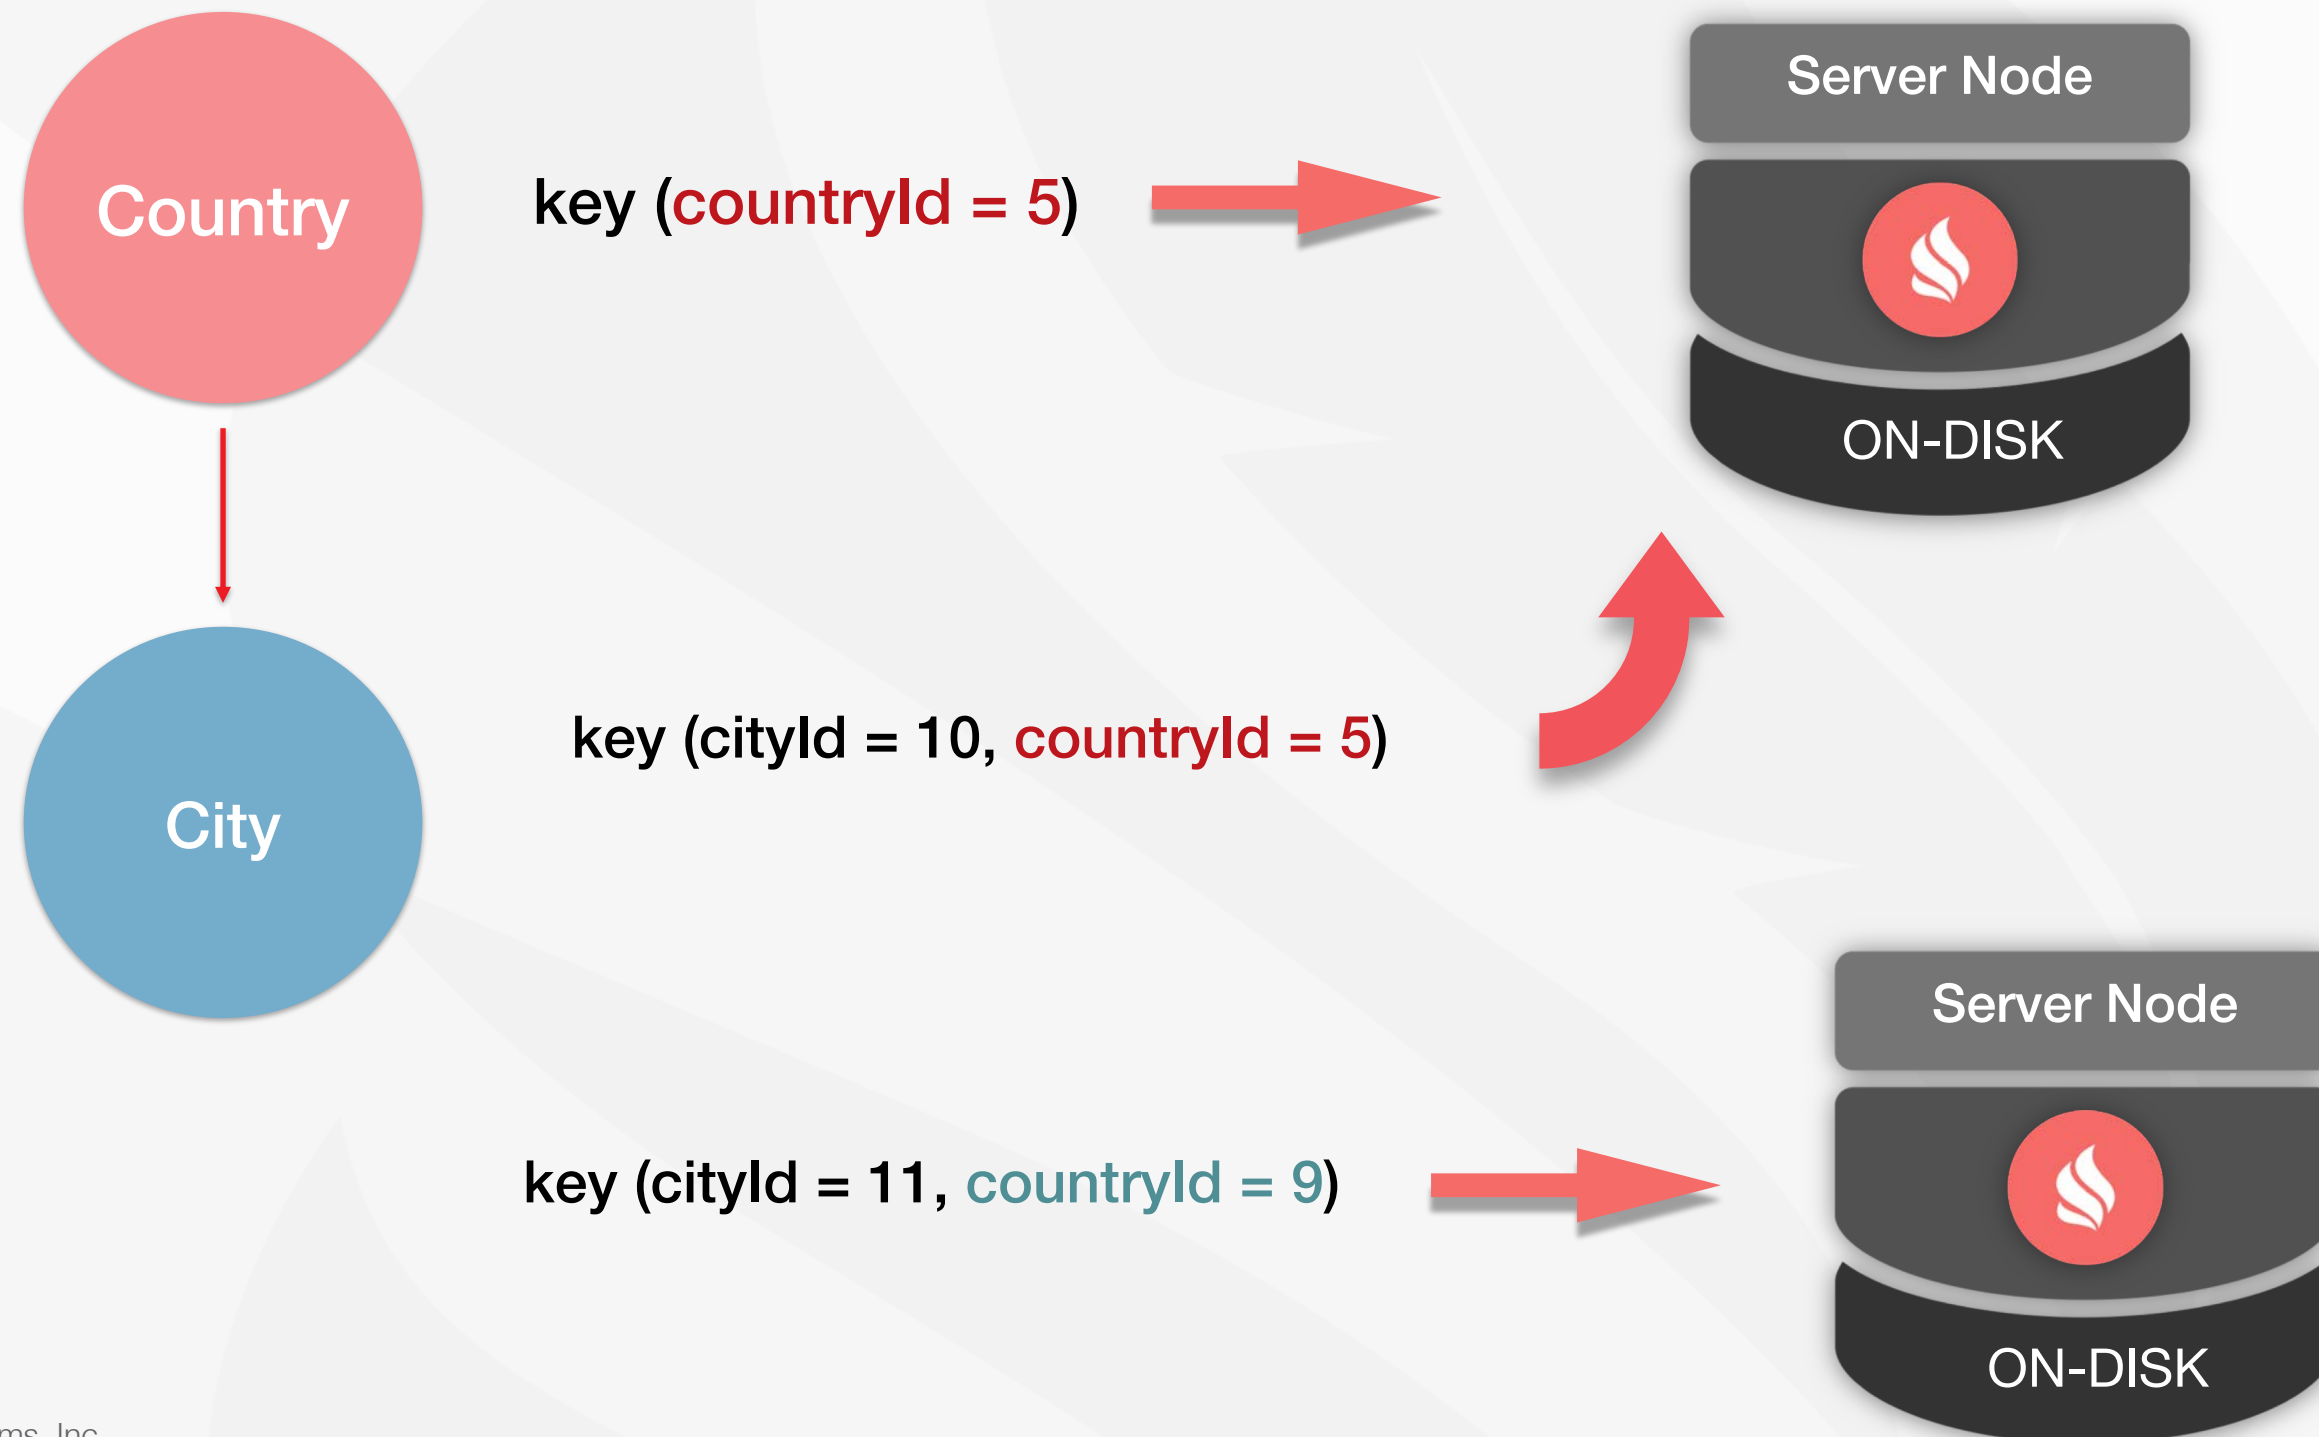 Server Node
Country
key (countryId = 5)
ON-DISK
key (cityId = 10, countryId = 5)
City
Server Node
key (cityId = 11, countryId = 9)
ON-DISK
Inc.